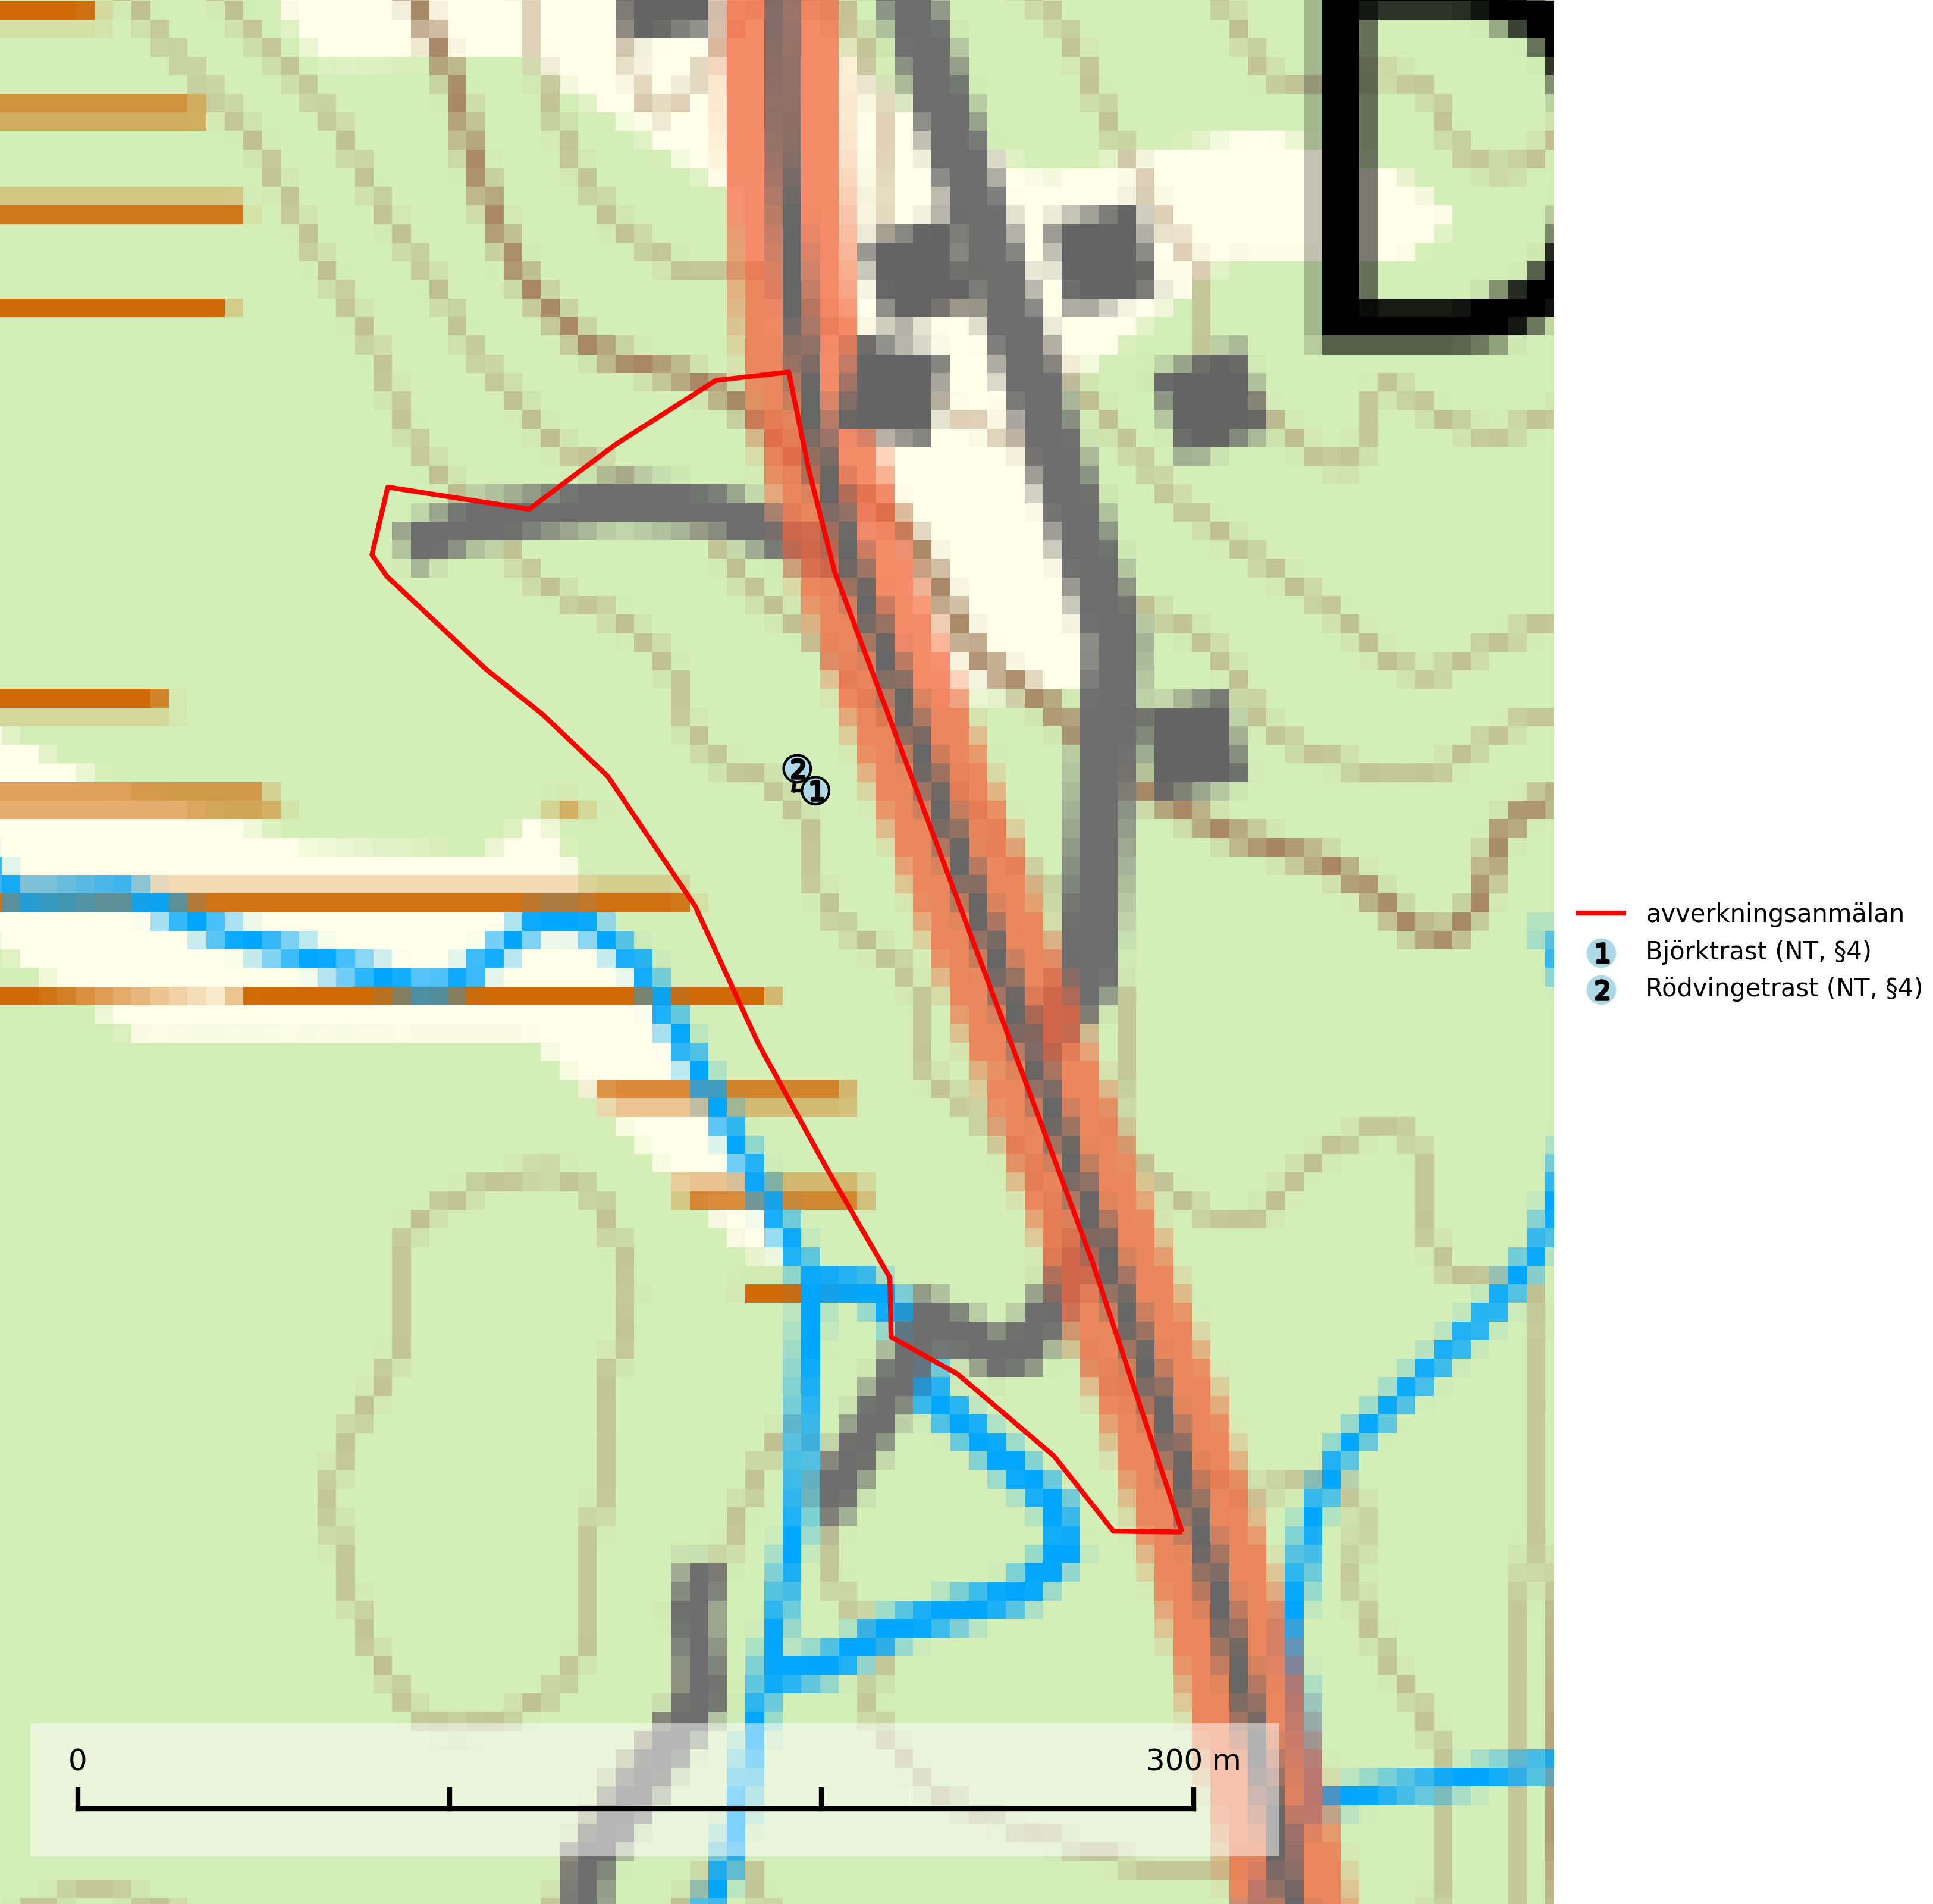 2
1
avverkningsanmälan
1 Björktrast (NT, §4)
2 Rödvingetrast (NT, §4)
0 300 m